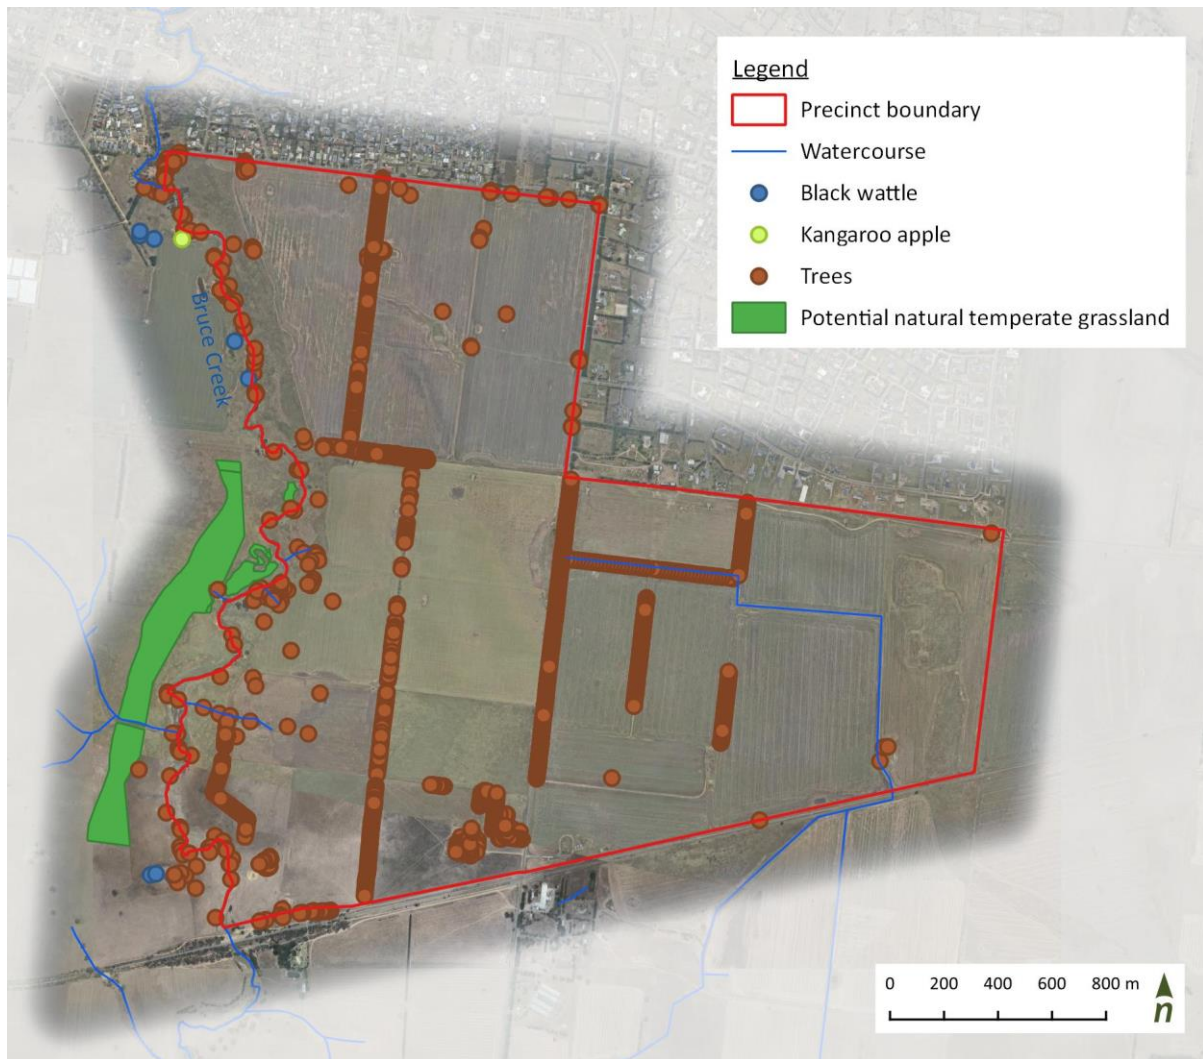 Legend
Precinct boundary
Watercourse
Black wattle
Kangaroo apple
Trees
Potential natural temperate grassland
Bruce Creek
0 200 400 600 800 m
n